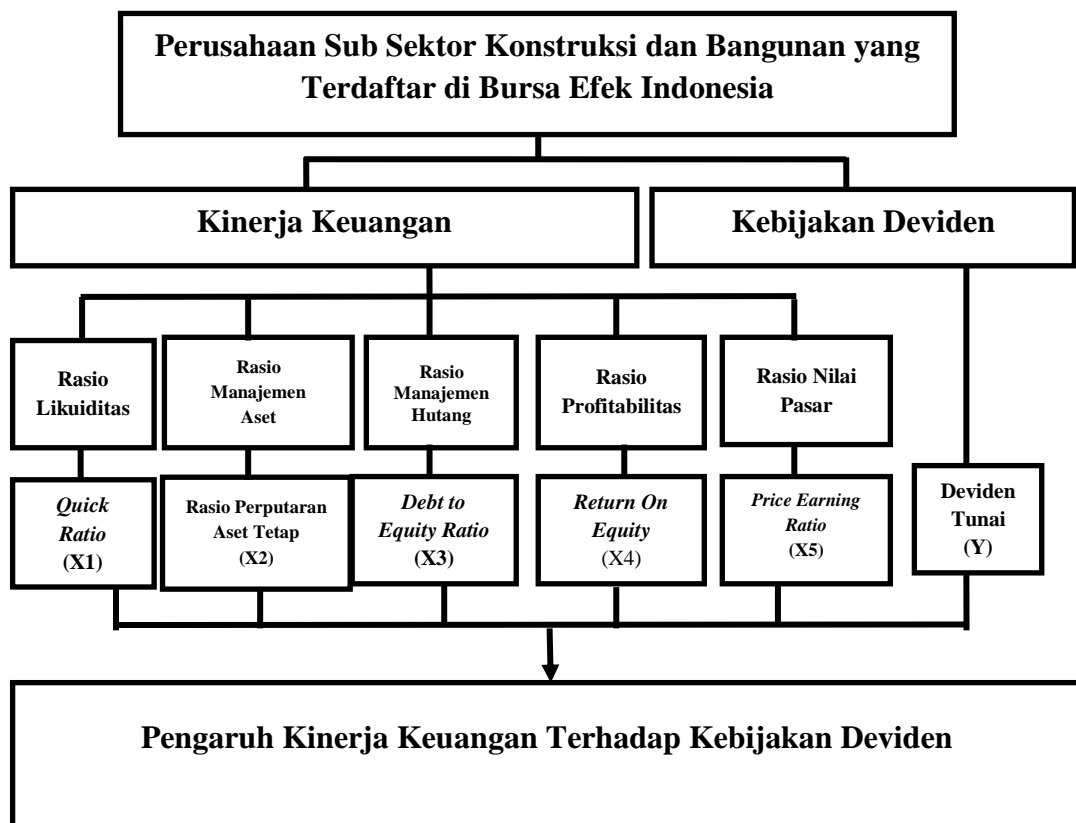 Perusahaan Sub Sektor Konstruksi dan Bangunan yang
Terdaftar di Bursa Efek Indonesia
Kinerja Keuangan
Kebijakan Deviden
Rasio
Likuiditas
Rasio
Manajemen
Aset
Rasio
Manajemen
Hutang
Rasio
Profitabilitas
Rasio Nilai
Pasar
Quick
Ratio
(X1)
Rasio Perputaran
Aset Tetap
(X2)
Debt to
Equity Ratio
(X3)
Return On
Equity
(X4)
Price Earning
Ratio
(X5)
Deviden
Tunai
(Y)
Pengaruh Kinerja Keuangan Terhadap Kebijakan Deviden